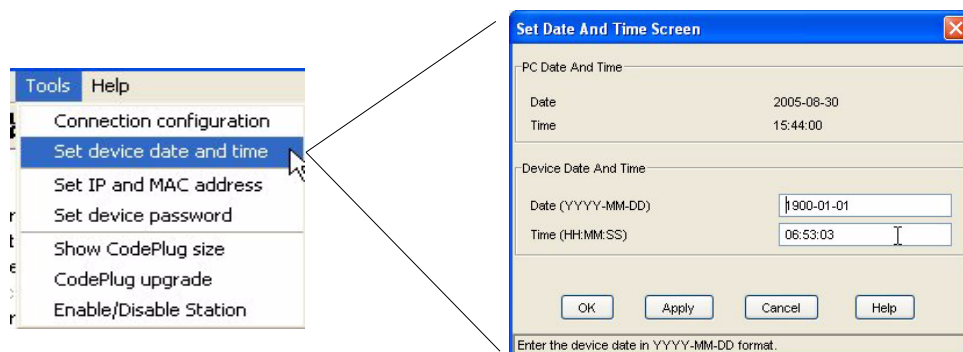 Tools Help
Connection configuration
Set device date and time
Set IP and MAC address
Set device password
Show CodePlug size
CodePlug upgrade
Enable/Disable Station
Set Date And Time Screen
PC Date And Time
Date 2005-08-30
Time 15:44:00
Device Date And Time
Date (YYYY-MM-DD) 1900-01-01
Time (HH:MM:SS) 06:53:03
OK Apply Cancel Help
Enter the device date in YYYY-MM-DD format.